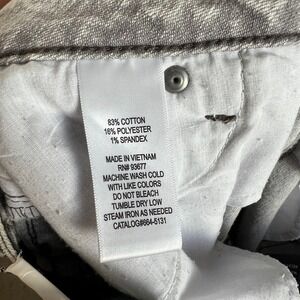 83% COTTON
16% POLYESTER
1% SPANDEX
MADE IN VIETNAM
RN# 93677
MACHINE WASH COLD
WITH LIKE COLORS
DO NOT BLEACH
TUMBLE DRY LOW
STEAM IRON AS NEEDED
CATALOG#664-5131